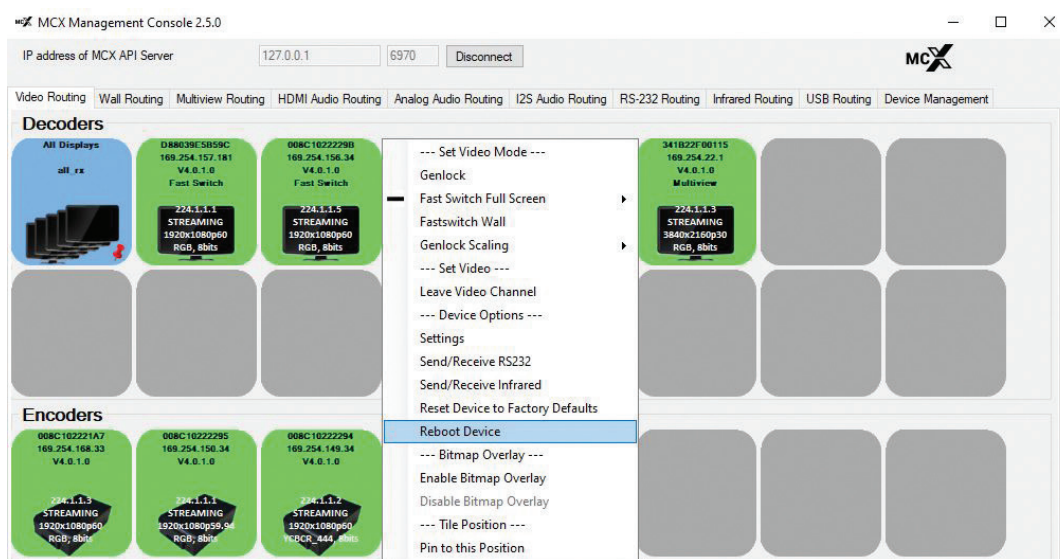 MCX MCX Management Console 2.5.0
IP address of MCX API Server 127.0.0.1 6970 Disconnect
MCX
Video Routing Wall Routing Multiview Routing HDMI Audio Routing Analog Audio Routing I2S Audio Routing RS-232 Routing Infrared Routing USB Routing Device Management
Decoders
All Displays
all_rx
D88039E5B59C
169.254.157.181
V4.0.1.0
Fast Switch
224.1.1.1
STREAMING
1920x1080p60
RGB, 8bits
008C1022229B
169.254.156.34
V4.0.1.0
Fast Switch
224.1.1.5
STREAMING
1920x1080p60
RGB, 8bits
--- Set Video Mode ---
Genlock
Fast Switch Full Screen
Fastswitch Wall
Genlock Scaling
--- Set Video ---
Leave Video Channel
--- Device Options ---
Settings
Send/Receive RS232
Send/Receive Infrared
Reset Device to Factory Defaults
Reboot Device
--- Bitmap Overlay ---
Enable Bitmap Overlay
Disable Bitmap Overlay
--- Tile Position ---
Pin to this Position
341B22F00115
169.254.22.1
V4.0.1.0
Multiview
224.1.1.3
STREAMING
3840x2160p30
RGB, 8bits
Encoders
008C102221A7
169.254.168.33
V4.0.1.0
224.1.1.3
STREAMING
1920x1080p60
RGB, 8bits
008C10222295
169.254.150.34
V4.0.1.0
224.1.1.1
STREAMING
1920x1080p59.94
RGB, 8bits
008C10222294
169.254.149.34
V4.0.1.0
224.1.1.2
STREAMING
1920x1080p60
YCBCR_444, 8bits